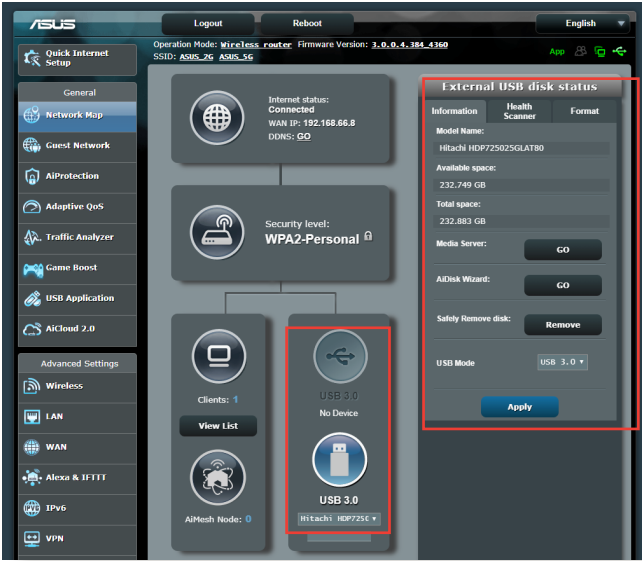 ASUS
Logout
Reboot
English
Operation Mode: Wireless router Firmware Version: 3.0.0.4.384_4360
SSID: ASUS_2G ASUS_5G
App
Quick Internet
Setup
General
Network Map
Guest Network
AiProtection
Adaptive QoS
Traffic Analyzer
Game Boost
USB Application
AiCloud 2.0
Advanced Settings
Wireless
LAN
WAN
Alexa & IFTTT
IPv6
VPN
Internet status:
Connected
WAN IP: 192.168.66.8
DDNS: GO
Security level:
WPA2-Personal
Clients: 1
View List
AiMesh Node: 0
USB 3.0
No Device
USB 3.0
Hitachi HDP725C
External USB disk status
Information
Health
Scanner
Format
Model Name:
Hitachi HDP725025GLAT80
Available space:
232.749 GB
Total space:
232.883 GB
Media Server:
GO
AiDisk Wizard:
GO
Safely Remove disk:
Remove
USB Mode
USB 3.0
Apply